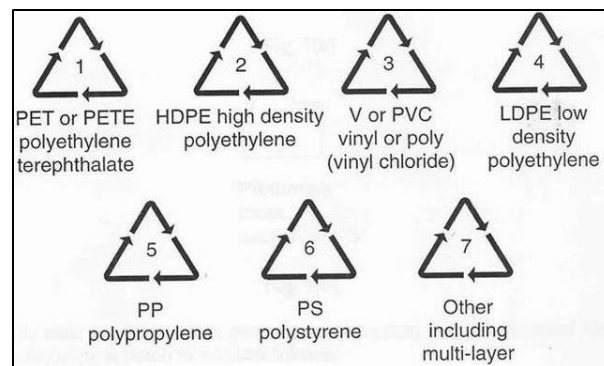 1
PET or PETE
polyethylene
terephthalate
2
HDPE high density
polyethylene
3
V or PVC
vinyl or poly
(vinyl chloride)
4
LDPE low
density
polyethylene
5
PP
polypropylene
6
PS
polystyrene
7
Other
including
multi-layer